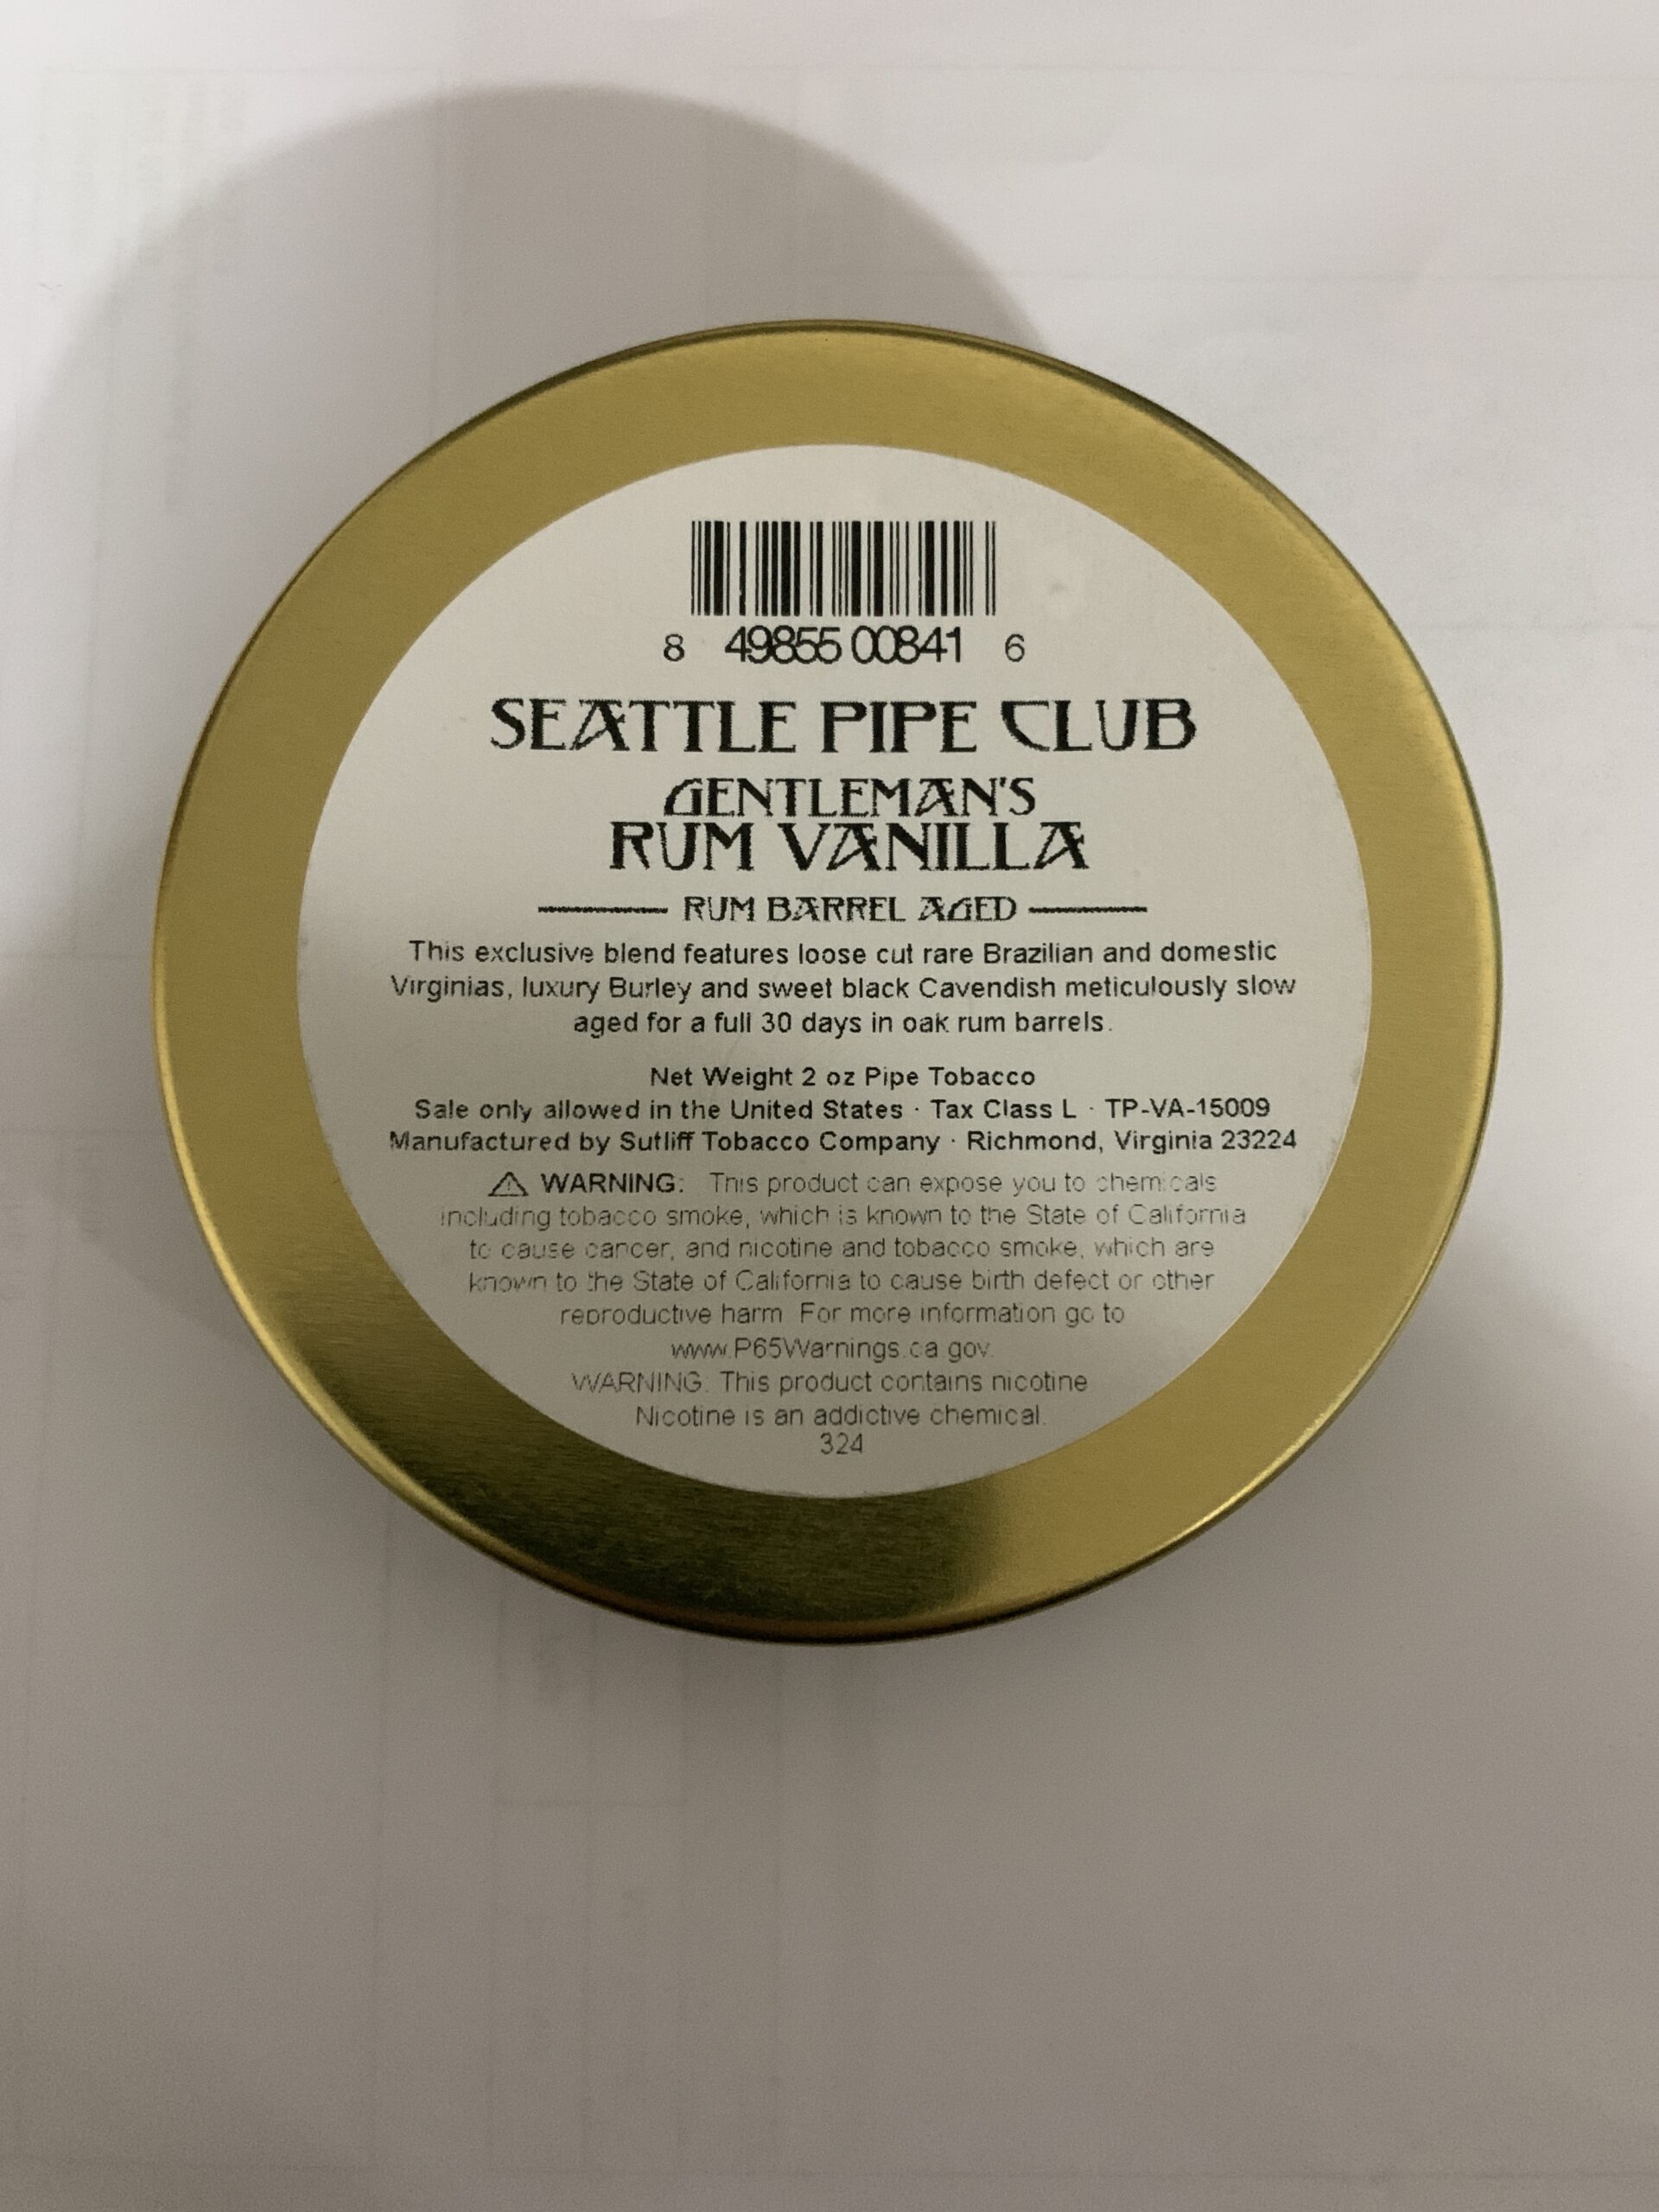 8 49855 00841 6
SEATTLE PIPE CLUB
GENTLEMAN'S
RUM VANILLA
RUM BARREL AGED
This exclusive blend features loose cut rare Brazilian and domestic
Virginias, luxury Burley and sweet black Cavendish meticulously slow
aged for a full 30 days in oak rum barrels.
Net Weight 2 oz Pipe Tobacco
Sale only allowed in the United States · Tax Class L · TP-VA-15009
Manufactured by Sutliff Tobacco Company · Richmond, Virginia 23224
⚠ WARNING: This product can expose you to chemicals
including tobacco smoke, which is known to the State of California
to cause cancer, and nicotine and tobacco smoke, which are
known to the State of California to cause birth defect or other
reproductive harm. For more information go to
www.P65Warnings.ca.gov.
WARNING: This product contains nicotine
Nicotine is an addictive chemical.
324